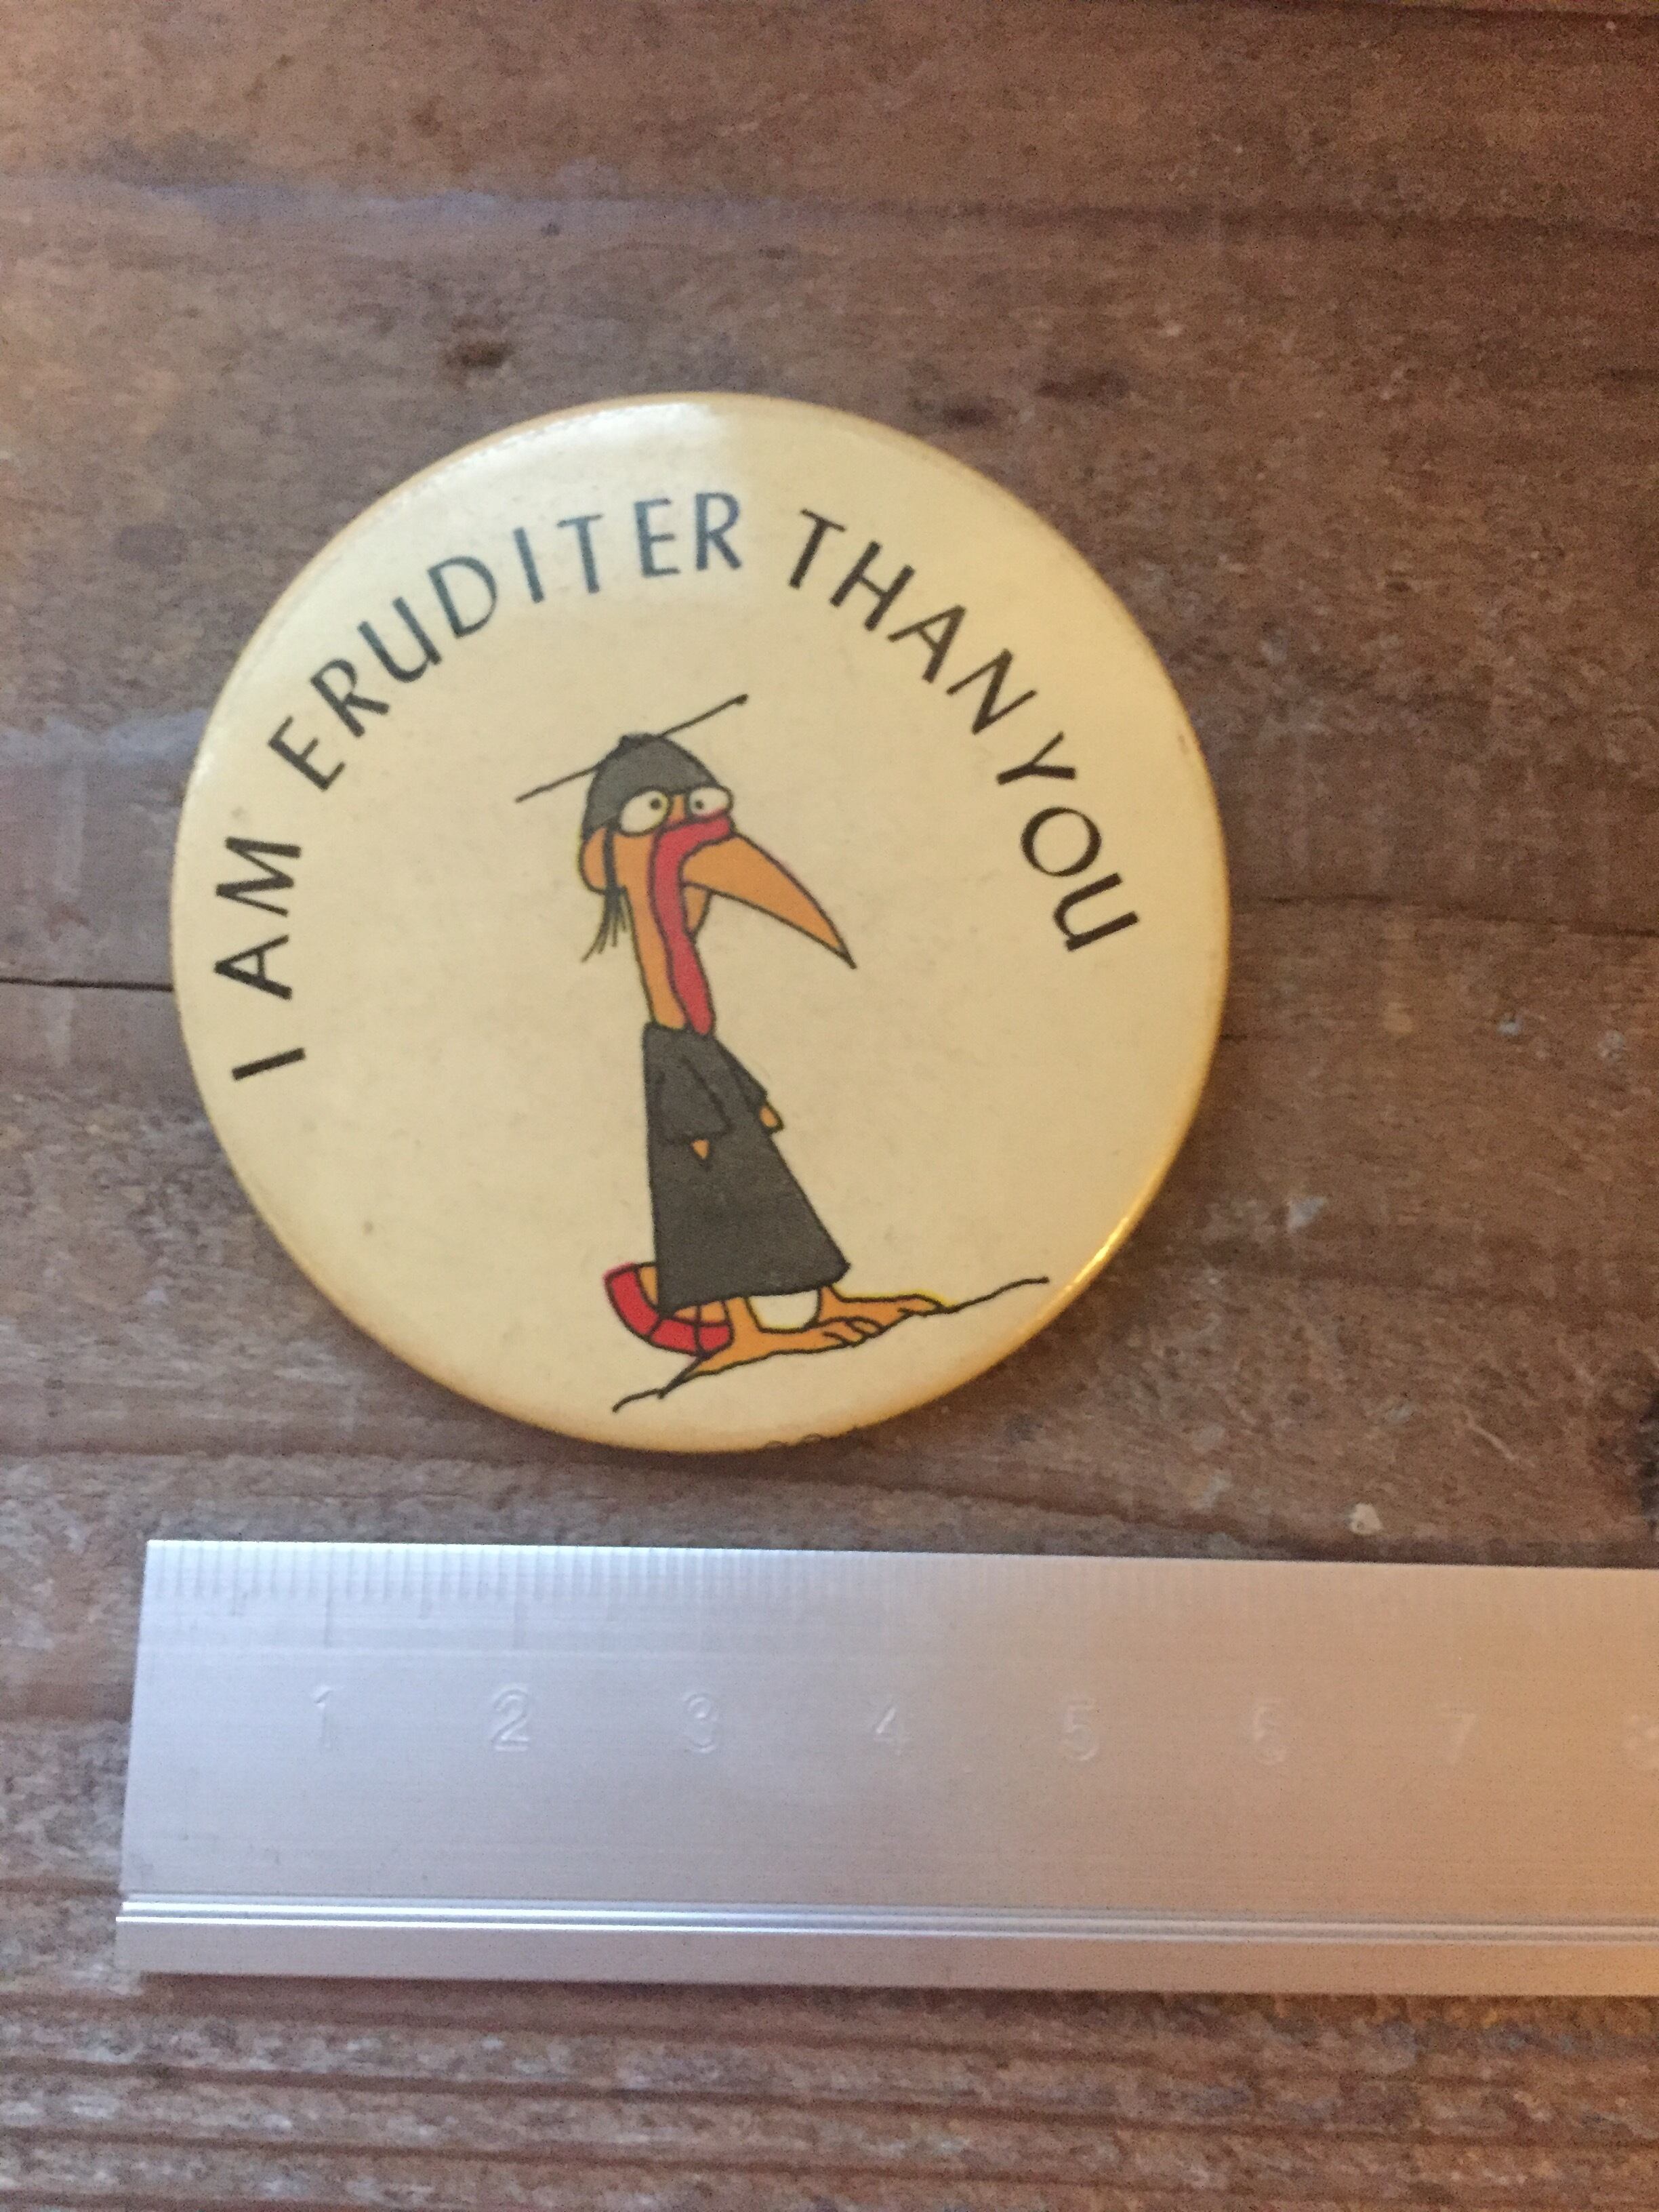 I AM ERUDITER THAN YOU
1 2 3 4 5 6 7